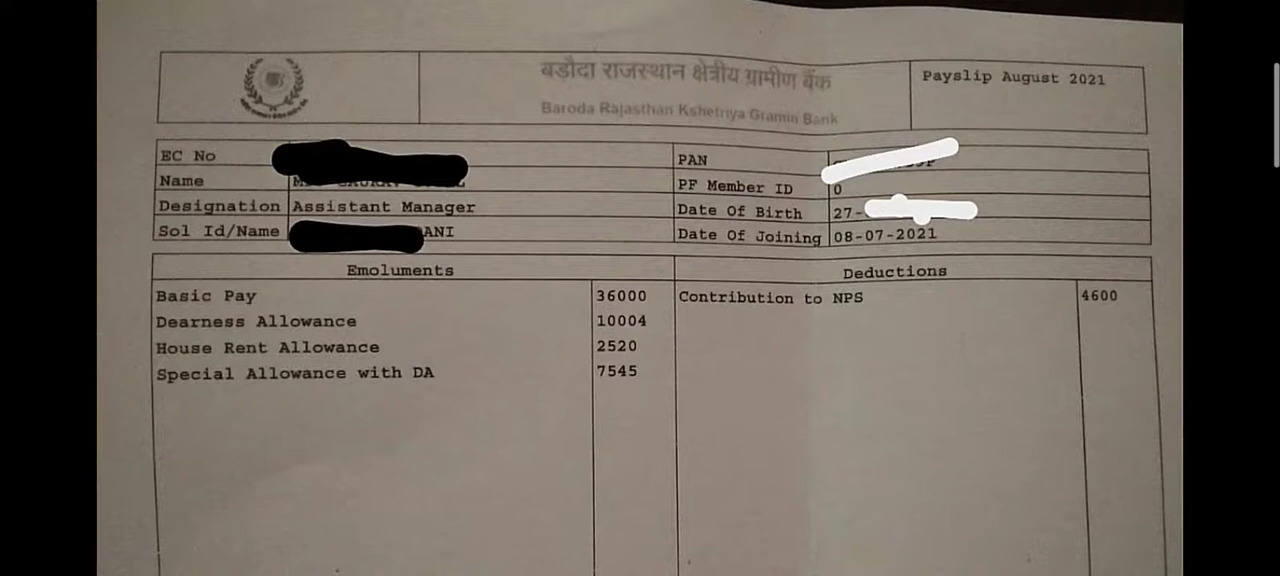 बड़ौदा राजस्थान क्षेत्रीय ग्रामीण बैंक
Baroda Rajasthan Kshetriya Gramin Bank
Payslip August 2021
EC No
Name
Designation Assistant Manager
Sol Id/Name ANI
PAN
PF Member ID 0
Date Of Birth 27-
Date Of Joining 08-07-2021
Emoluments Deductions
Basic Pay 36000 Contribution to NPS 4600
Dearness Allowance 10004
House Rent Allowance 2520
Special Allowance with DA 7545